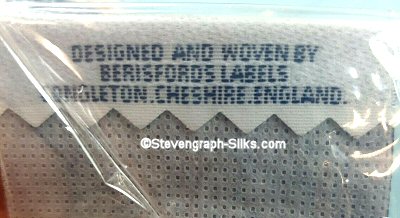 DESIGNED AND WOVEN BY
BERISFORDS LABELS
CONGLETON. CHESHIRE. ENGLAND.
©Stevengraph-Silks.com